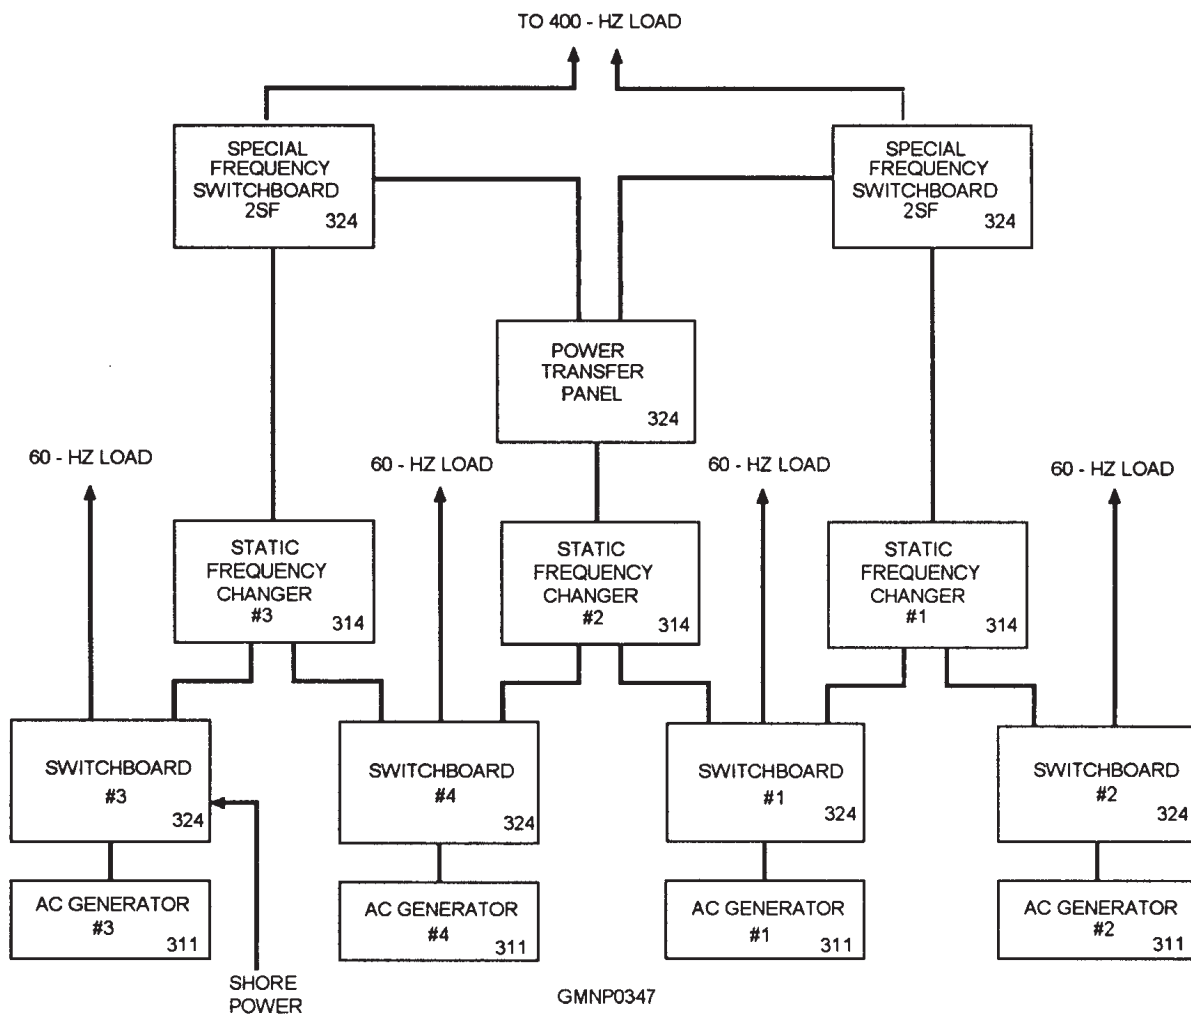 TO 400 - HZ LOAD
SPECIAL
FREQUENCY
SWITCHBOARD
2SF
324
SPECIAL
FREQUENCY
SWITCHBOARD
2SF
324
POWER
TRANSFER
PANEL
324
60 - HZ LOAD
60 - HZ LOAD
60 - HZ LOAD
60 - HZ LOAD
STATIC
FREQUENCY
CHANGER
#3
314
STATIC
FREQUENCY
CHANGER
#2
314
STATIC
FREQUENCY
CHANGER
#1
314
SWITCHBOARD
#3
324
SWITCHBOARD
#4
324
SWITCHBOARD
#1
324
SWITCHBOARD
#2
324
AC GENERATOR
#3
311
AC GENERATOR
#4
311
AC GENERATOR
#1
311
AC GENERATOR
#2
311
SHORE
POWER
GMNP0347